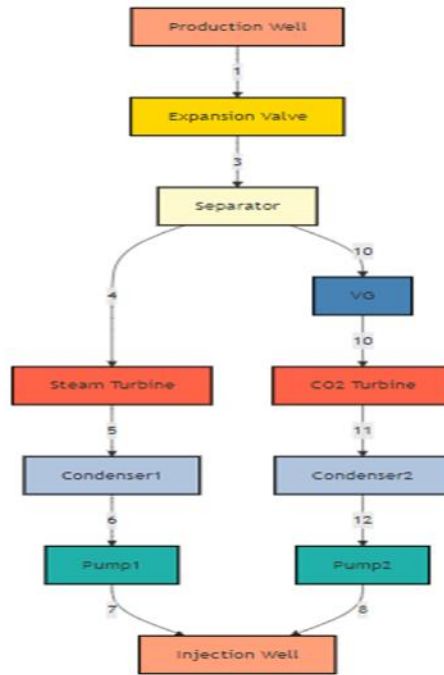 Production Well
1
Expansion Valve
3
Separator
4
10
VG
10
Steam Turbine
CO2 Turbine
5
11
Condenser1
Condenser2
6
12
Pump1
Pump2
7
8
Injection Well